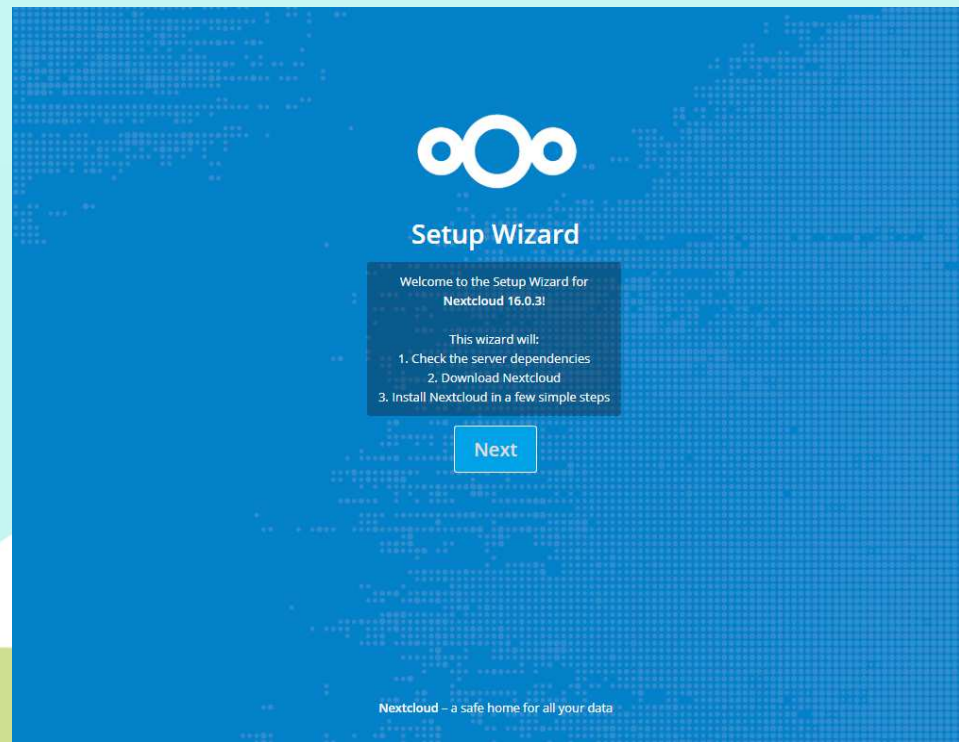 Setup Wizard
Welcome to the Setup Wizard for
Nextcloud 16.0.3!
This wizard will:
1. Check the server dependencies
2. Download Nextcloud
3. Install Nextcloud in a few simple steps
Next
Nextcloud – a safe home for all your data